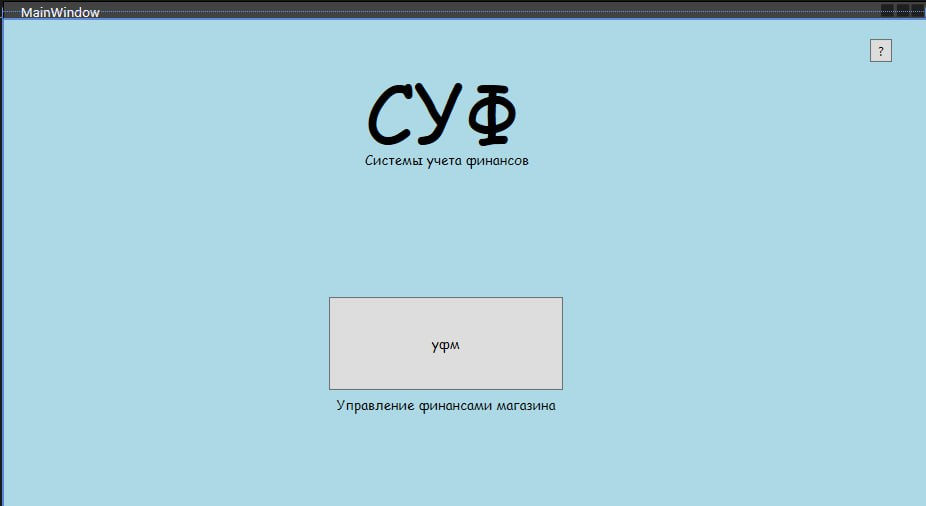 MainWindow
?
СУФ
Системы учета финансов
уфм
Управление финансами магазина